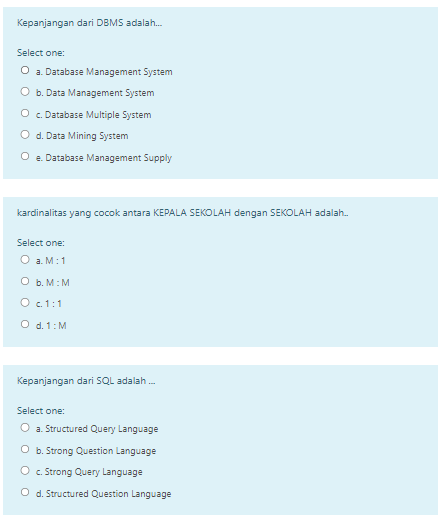 Kepanjangan dari DBMS adalah....
Select one:
a. Database Management System
b. Data Management System
c. Database Multiple System
d. Data Mining System
e. Database Management Supply
kardinalitas yang cocok antara KEPALA SEKOLAH dengan SEKOLAH adalah..
Select one:
a. M : 1
b. M : M
c. 1 : 1
d. 1 : M
Kepanjangan dari SQL adalah ...
Select one:
a. Structured Query Language
b. Strong Question Language
c. Strong Query Language
d. Structured Question Language